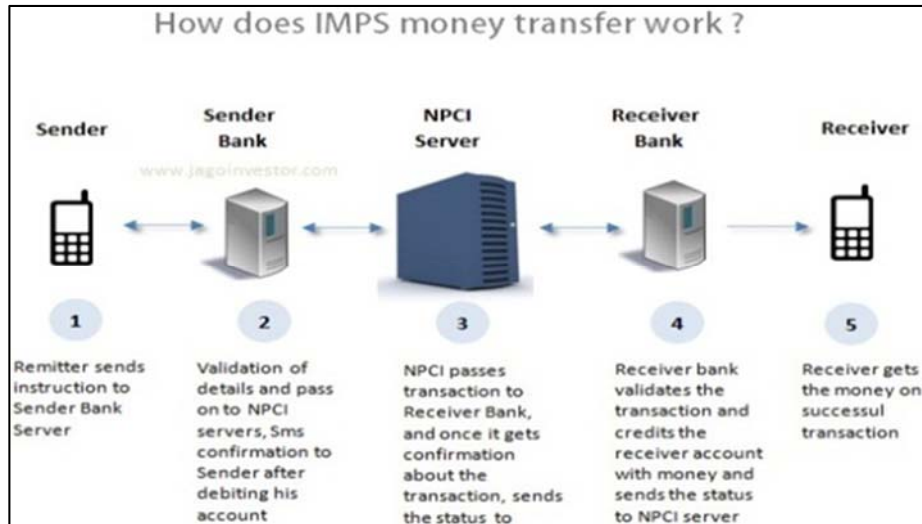 How does IMPS money transfer work ?
Sender
Sender
Bank
NPCI
Server
Receiver
Bank
Receiver
www.jagoinvestor.com
1
2
3
4
5
Remitter sends
instruction to
Sender Bank
Server
Validation of
details and pass
on to NPCI
servers, Sms
confirmation to
Sender after
debiting his
account
NPCI passes
transaction to
Receiver Bank,
and once it gets
confirmation
about the
transaction, sends
the status to
Receiver bank
validates the
transaction and
credits the
receiver account
with money and
sends the status
to NPCI server
Receiver gets
the money on
successul
transaction